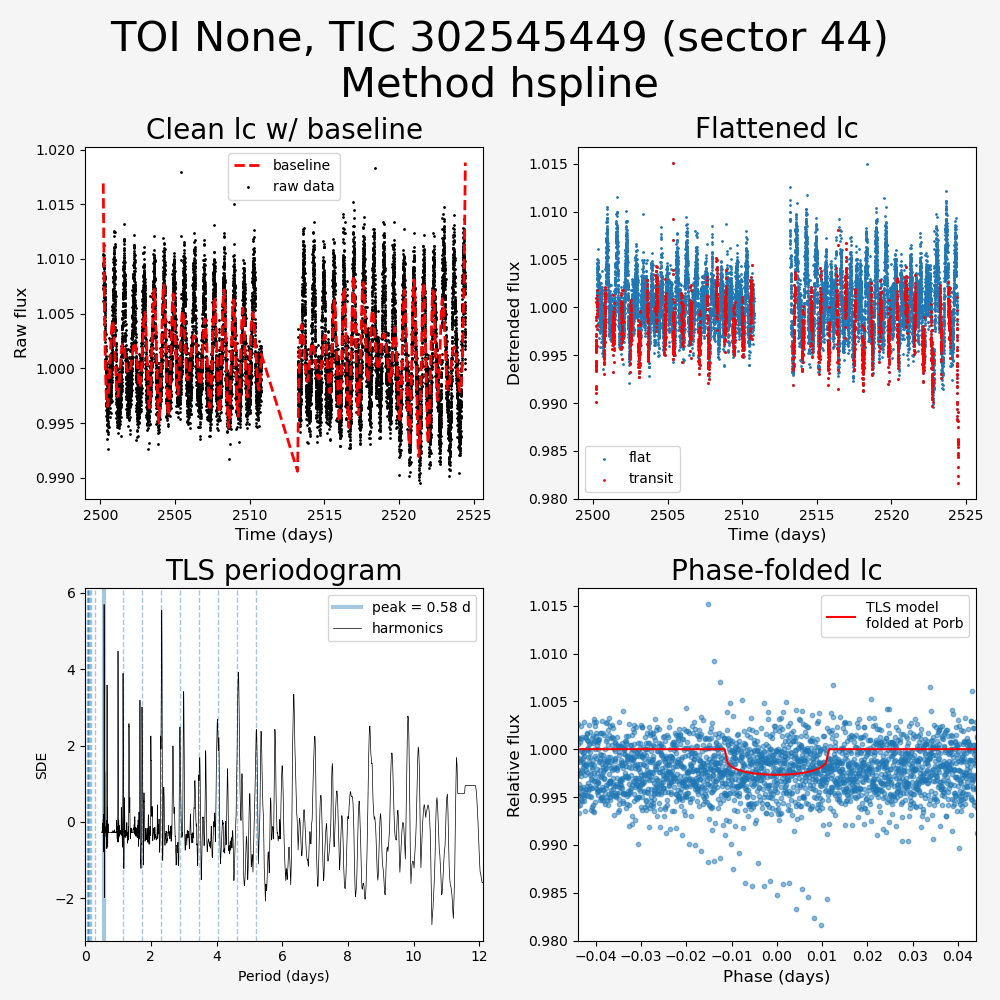 TOI None, TIC 302545449 (sector 44)
Method hspline
Clean lc w/ baseline
1.020
1.015
1.010
1.005
1.000
0.995
0.990
Raw flux
baseline
raw data
2500
2505
2510
2515
2520
2525
Time (days)
Flattened lc
1.015
1.010
1.005
1.000
0.995
0.990
0.985
0.980
Detrended flux
flat
transit
2500
2505
2510
2515
2520
2525
Time (days)
TLS periodogram
6
4
2
0
−2
SDE
peak = 0.58 d
harmonics
0
2
4
6
8
10
12
Period (days)
Phase-folded lc
1.015
1.010
1.005
1.000
0.995
0.990
0.985
0.980
Relative flux
TLS model
folded at Porb
−0.04
−0.03
−0.02
−0.01
0.00
0.01
0.02
0.03
0.04
Phase (days)